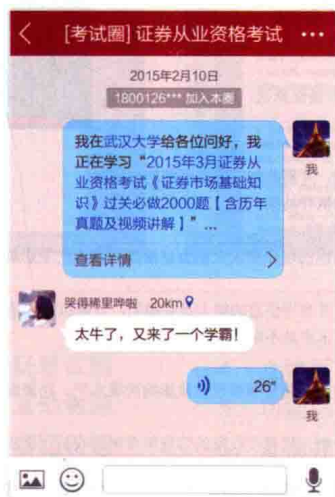 [考试圈] 证券从业资格考试
2015年2月10日
1800126*** 加入本圈
我在武汉大学给各位问好，我
正在学习“2015年3月证券从
业资格考试《证券市场基础知
识》过关必做2000题【含历年
真题及视频讲解】”...
查看详情
我
哭得稀里哗啦 20km
太牛了，又来了一个学霸！
26"
我